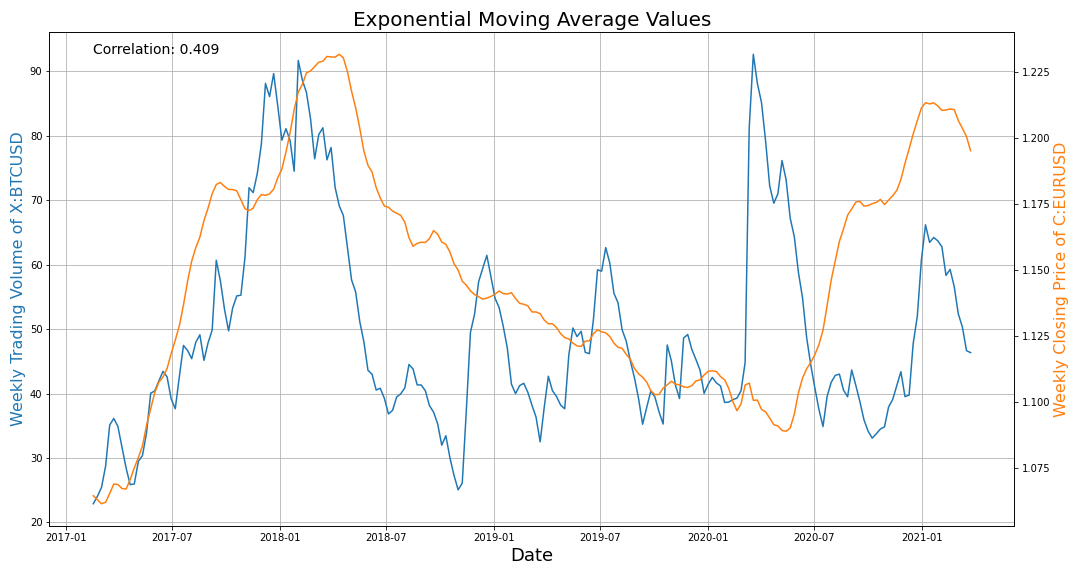 Exponential Moving Average Values
Correlation: 0.409
Weekly Trading Volume of X:BTCUSD
90
80
70
60
50
40
30
20
1.225
1.200
1.175
1.150
1.125
1.100
1.075
Weekly Closing Price of C:EURUSD
2017-01 2017-07 2018-01 2018-07 2019-01 2019-07 2020-01 2020-07 2021-01
Date